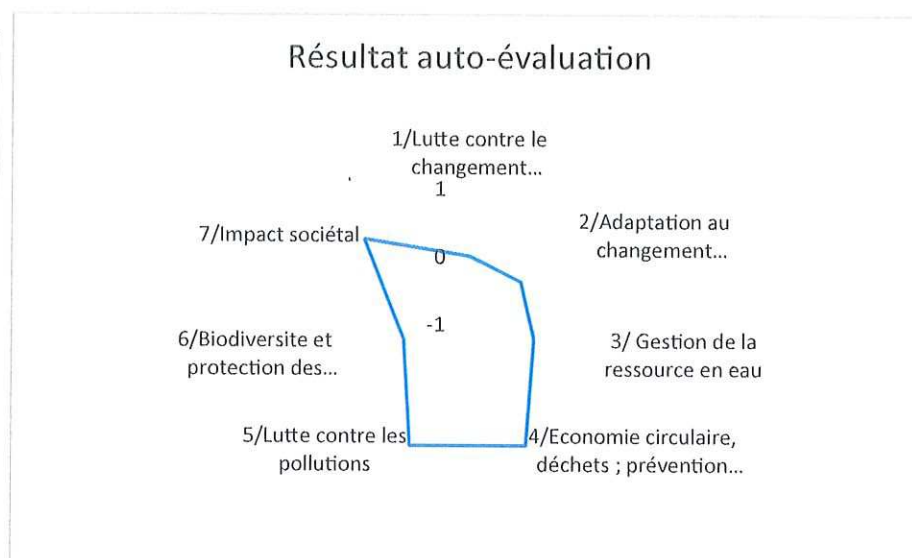 Résultat auto-évaluation
1/Lutte contre le
changement...
1
2/Adaptation au
changement...
7/Impact sociétal
0
-1
3/ Gestion de la
ressource en eau
6/Biodiversite et
protection des...
5/Lutte contre les
pollutions
4/Economie circulaire,
déchets ; prévention...